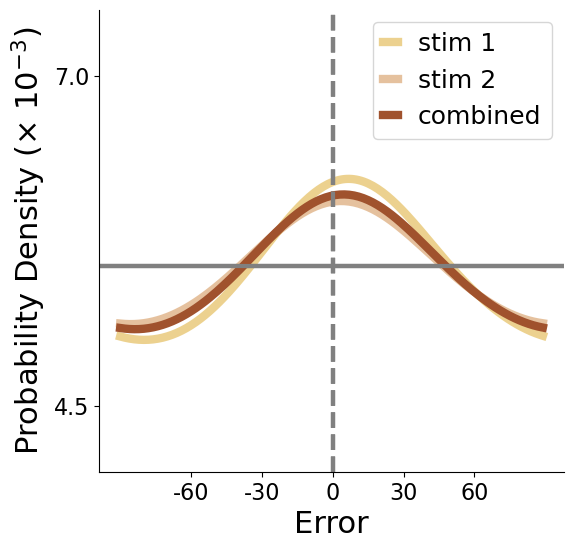 Probability Density (× 10⁻³)
7.0
4.5
stim 1
stim 2
combined
-60 -30 0 30 60
Error